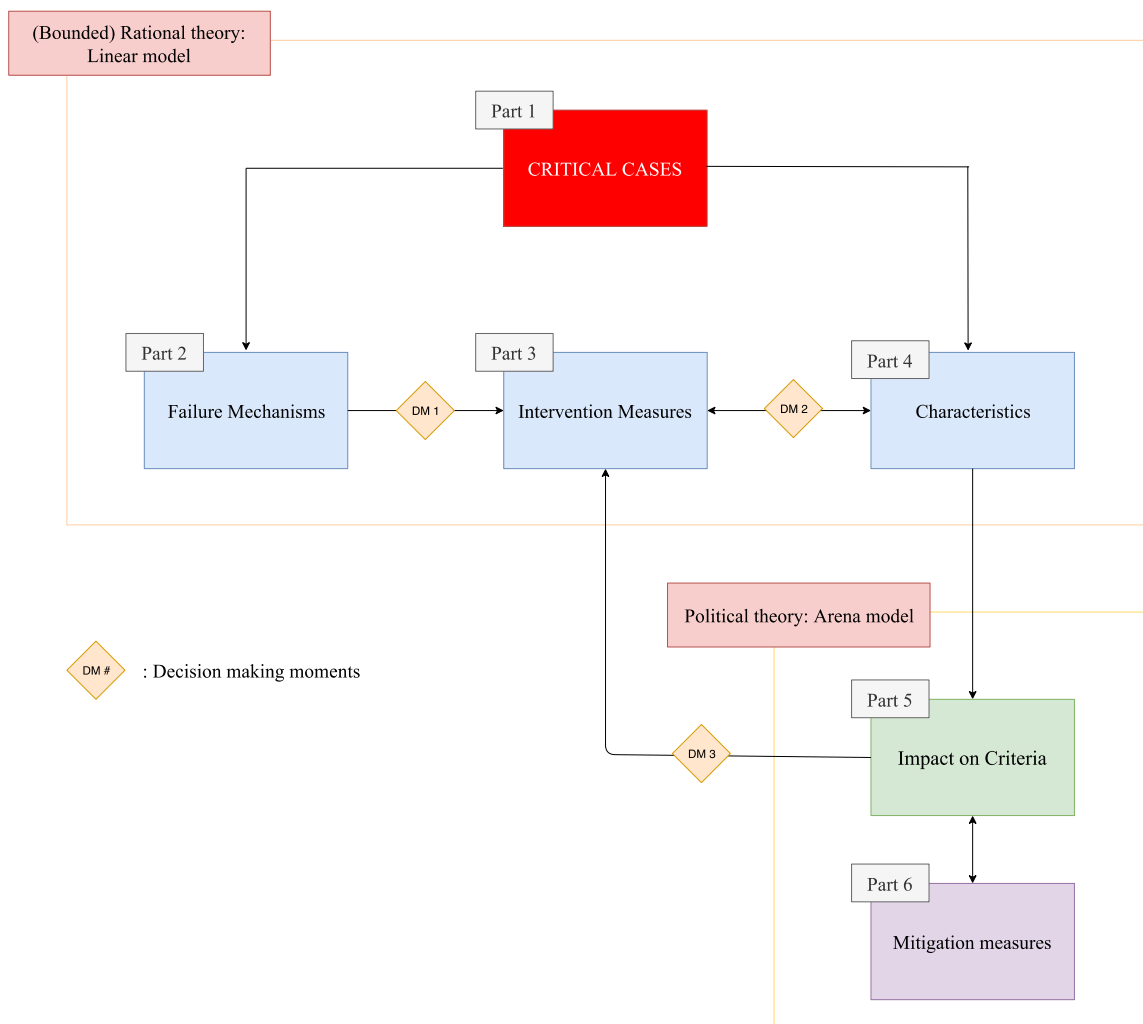 (Bounded) Rational theory:
Linear model
Part 1
CRITICAL CASES
Part 2
Failure Mechanisms
DM 1
Part 3
Intervention Measures
DM 2
Part 4
Characteristics
Political theory: Arena model
DM #
: Decision making moments
Part 5
Impact on Criteria
DM 3
Part 6
Mitigation measures